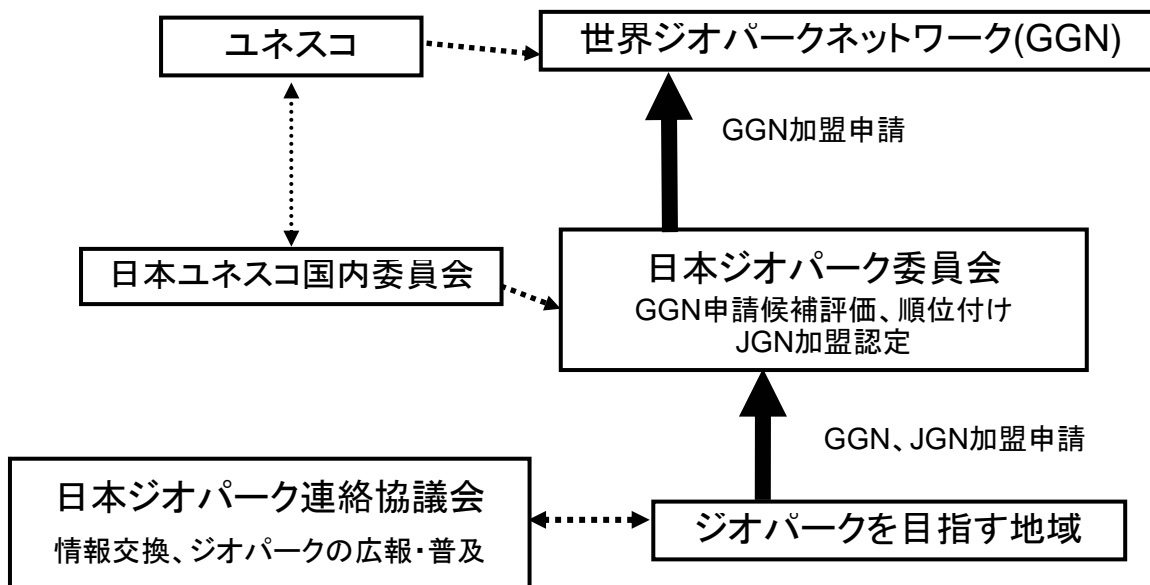 ユネスコ
世界ジオパークネットワーク(GGN)
GGN加盟申請
日本ユネスコ国内委員会
日本ジオパーク委員会
GGN申請候補評価、順位付け
JGN加盟認定
GGN、JGN加盟申請
日本ジオパーク連絡協議会
情報交換、ジオパークの広報・普及
ジオパークを目指す地域